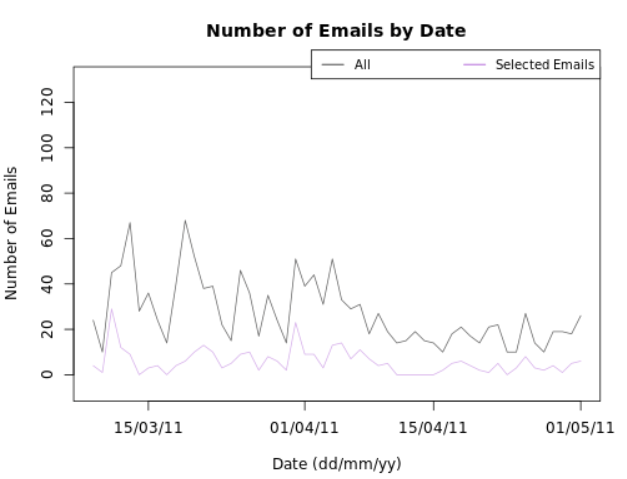 Number of Emails by Date
All
Selected Emails
120
100
80
60
40
20
0
Number of Emails
15/03/11
01/04/11
15/04/11
01/05/11
Date (dd/mm/yy)